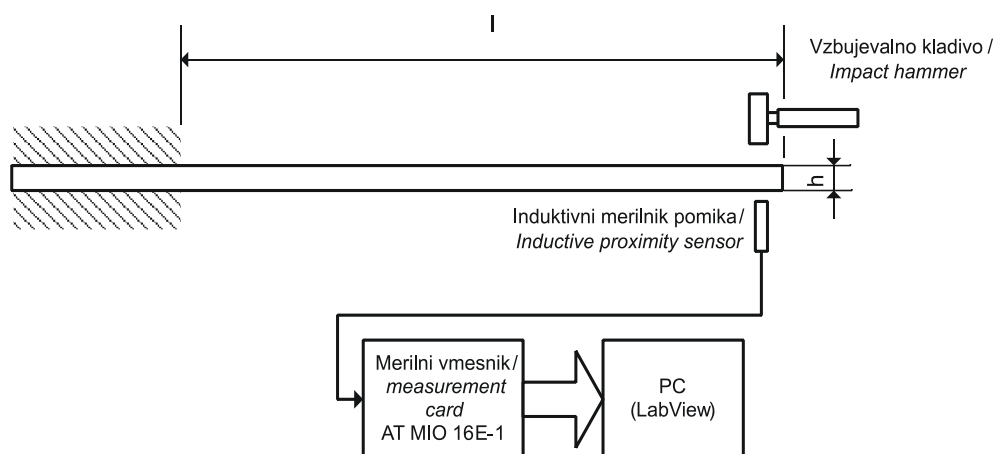 l
Vzbujevalno kladivo /
Impact hammer
h
Induktivni merilnik pomika /
Inductive proximity sensor
Merilni vmesnik /
measurement
card
AT MIO 16E-1
PC
(LabView)